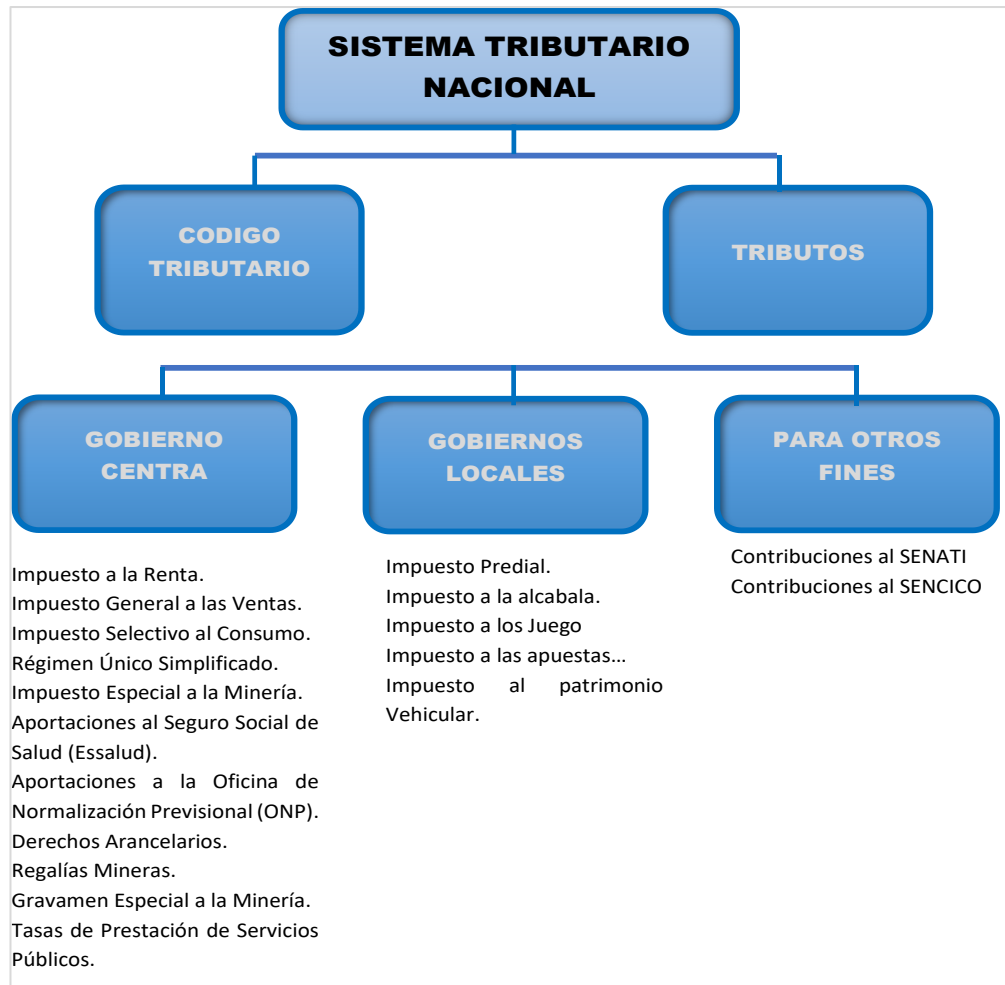 SISTEMA TRIBUTARIO
NACIONAL
CODIGO
TRIBUTARIO
TRIBUTOS
GOBIERNO
CENTRA
GOBIERNOS
LOCALES
PARA OTROS
FINES
Impuesto a la Renta.
Impuesto General a las Ventas.
Impuesto Selectivo al Consumo.
Régimen Único Simplificado.
Impuesto Especial a la Minería.
Aportaciones al Seguro Social de
Salud (Essalud).
Aportaciones a la Oficina de
Normalización Previsional (ONP).
Derechos Arancelarios.
Regalías Mineras.
Gravamen Especial a la Minería.
Tasas de Prestación de Servicios
Públicos.
Impuesto Predial.
Impuesto a la alcabala.
Impuesto a los Juego
Impuesto a las apuestas...
Impuesto al patrimonio
Vehicular.
Contribuciones al SENATI
Contribuciones al SENCICO